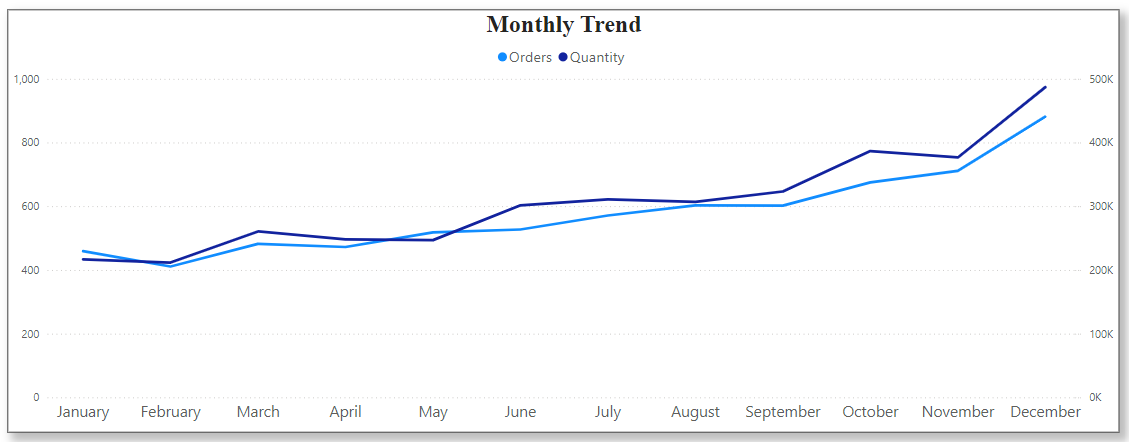 Monthly Trend
Orders Quantity
1,000 500K
800 400K
600 300K
400 200K
200 100K
0 0K
January February March April May June July August September October November December